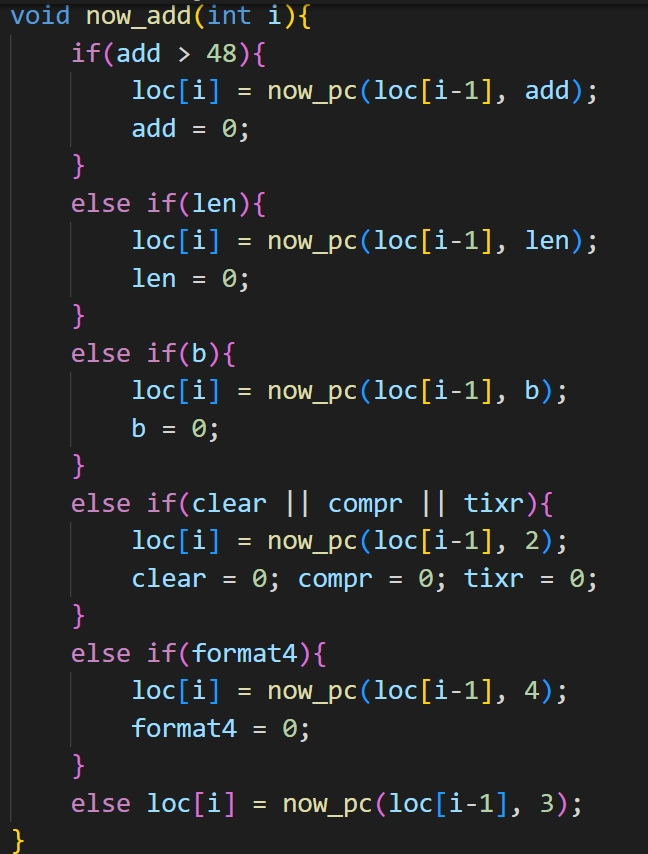 void now_add(int i){
    if(add > 48){
        loc[i] = now_pc(loc[i-1], add);
        add = 0;
    }
    else if(len){
        loc[i] = now_pc(loc[i-1], len);
        len = 0;
    }
    else if(b){
        loc[i] = now_pc(loc[i-1], b);
        b = 0;
    }
    else if(clear || compr || tixr){
        loc[i] = now_pc(loc[i-1], 2);
        clear = 0; compr = 0; tixr = 0;
    }
    else if(format4){
        loc[i] = now_pc(loc[i-1], 4);
        format4 = 0;
    }
    else loc[i] = now_pc(loc[i-1], 3);
}